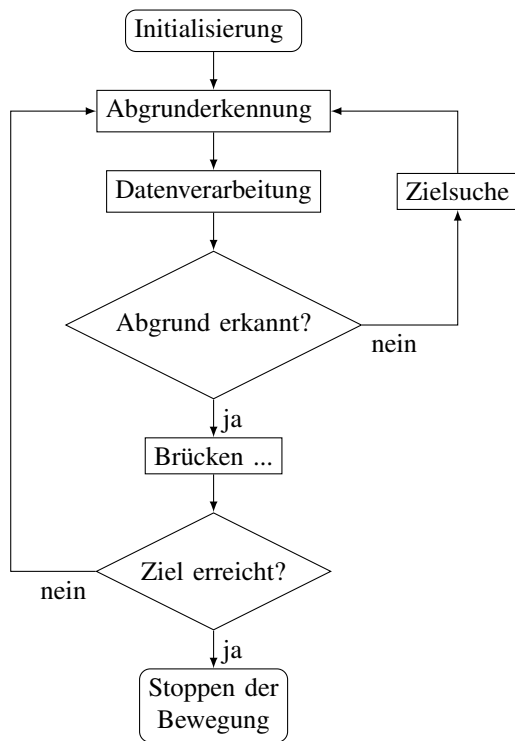 Initialisierung
Abgrunderkennung
Datenverarbeitung
Zielsuche
Abgrund erkannt?
nein
ja
Brücken ...
Ziel erreicht?
nein
ja
Stoppen der
Bewegung